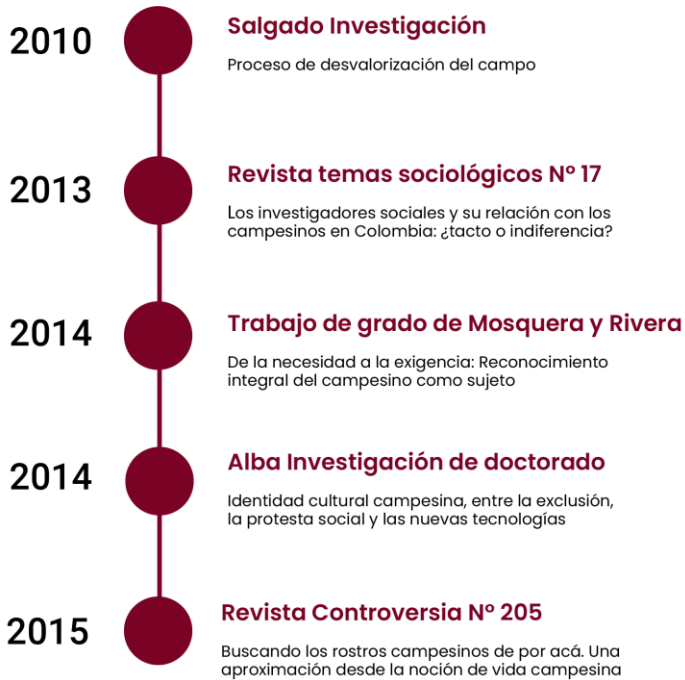 2010
Salgado Investigación
Proceso de desvalorización del campo
2013
Revista temas sociológicos Nº 17
Los investigadores sociales y su relación con los
campesinos en Colombia: ¿tacto o indiferencia?
2014
Trabajo de grado de Mosquera y Rivera
De la necesidad a la exigencia: Reconocimiento
integral del campesino como sujeto
2014
Alba Investigación de doctorado
Identidad cultural campesina, entre la exclusión,
la protesta social y las nuevas tecnologías
2015
Revista Controversia Nº 205
Buscando los rostros campesinos de por acá. Una
aproximación desde la noción de vida campesina